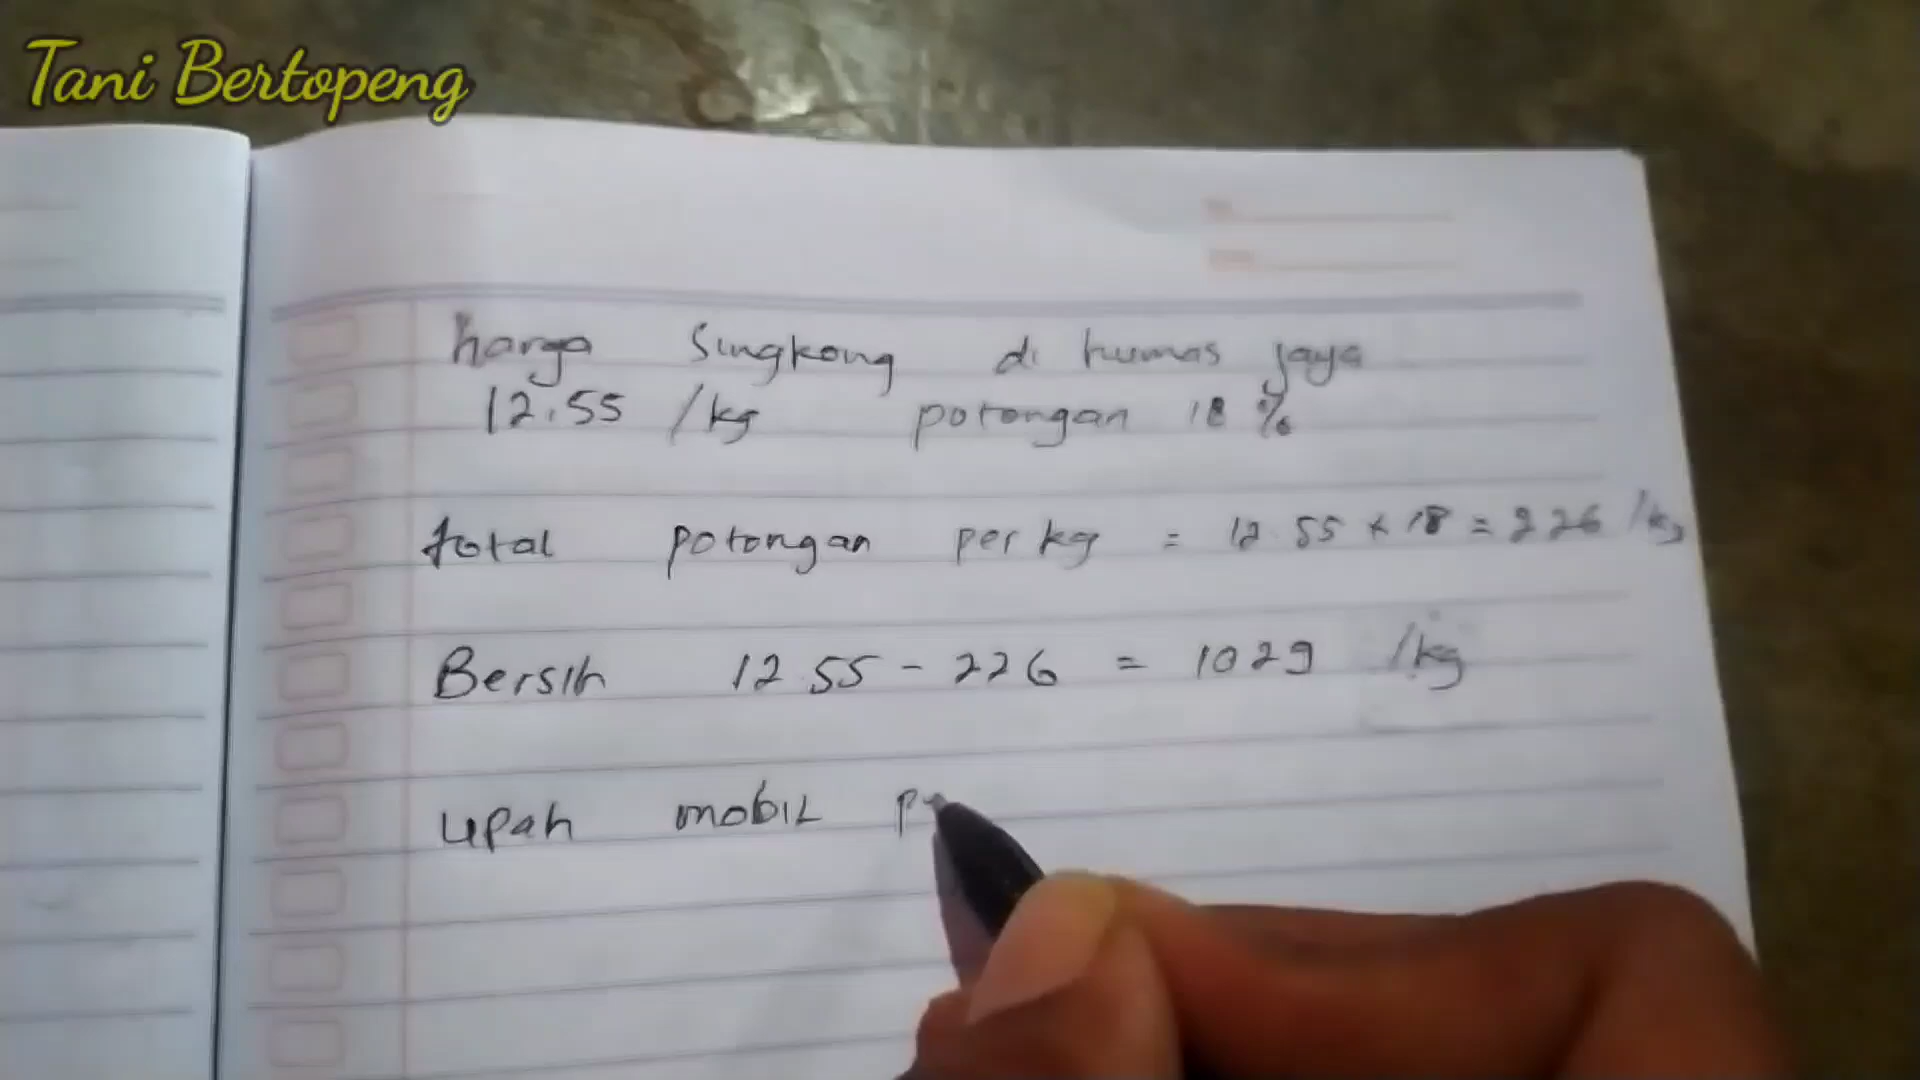 Tani Bertopeng
harga Singkong di humas jaya
12.55 /kg potongan 18 %
total potongan per kg = 12.55 x 18 = 226 /kg
Bersih 12.55 - 226 = 1029 /kg
upah mobil